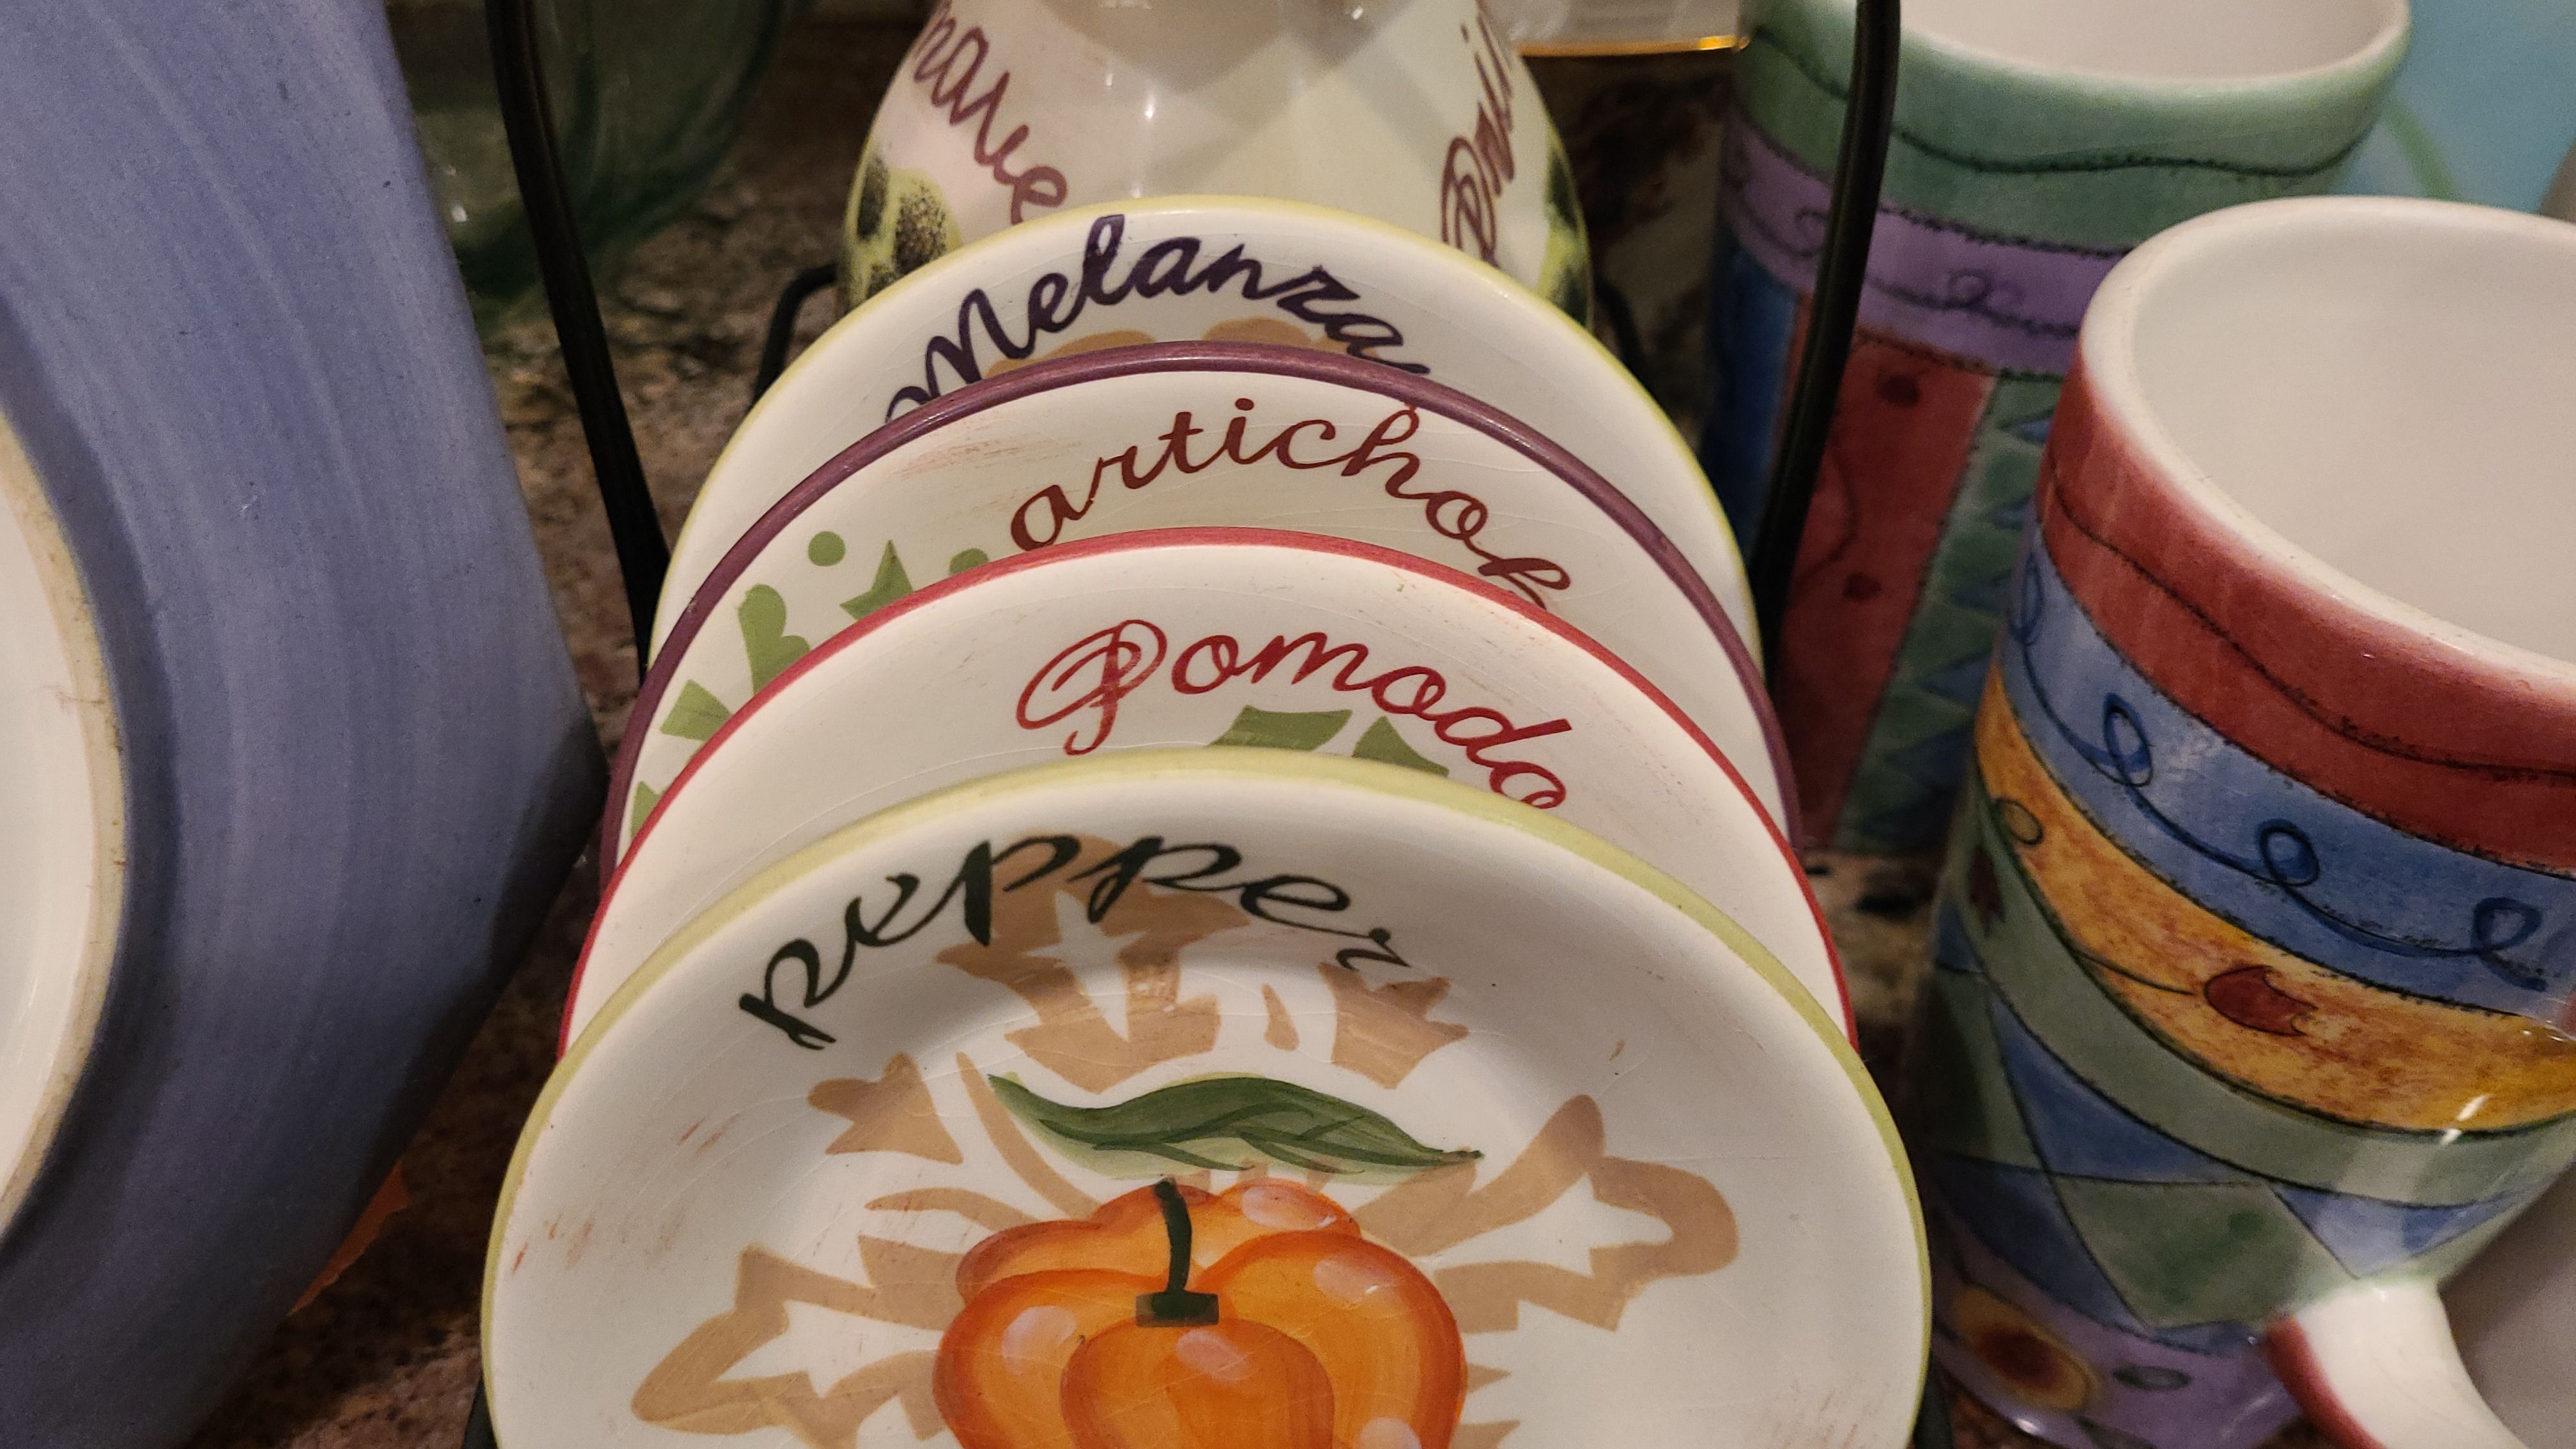 Melanza
artichok
Pomodo
pepper